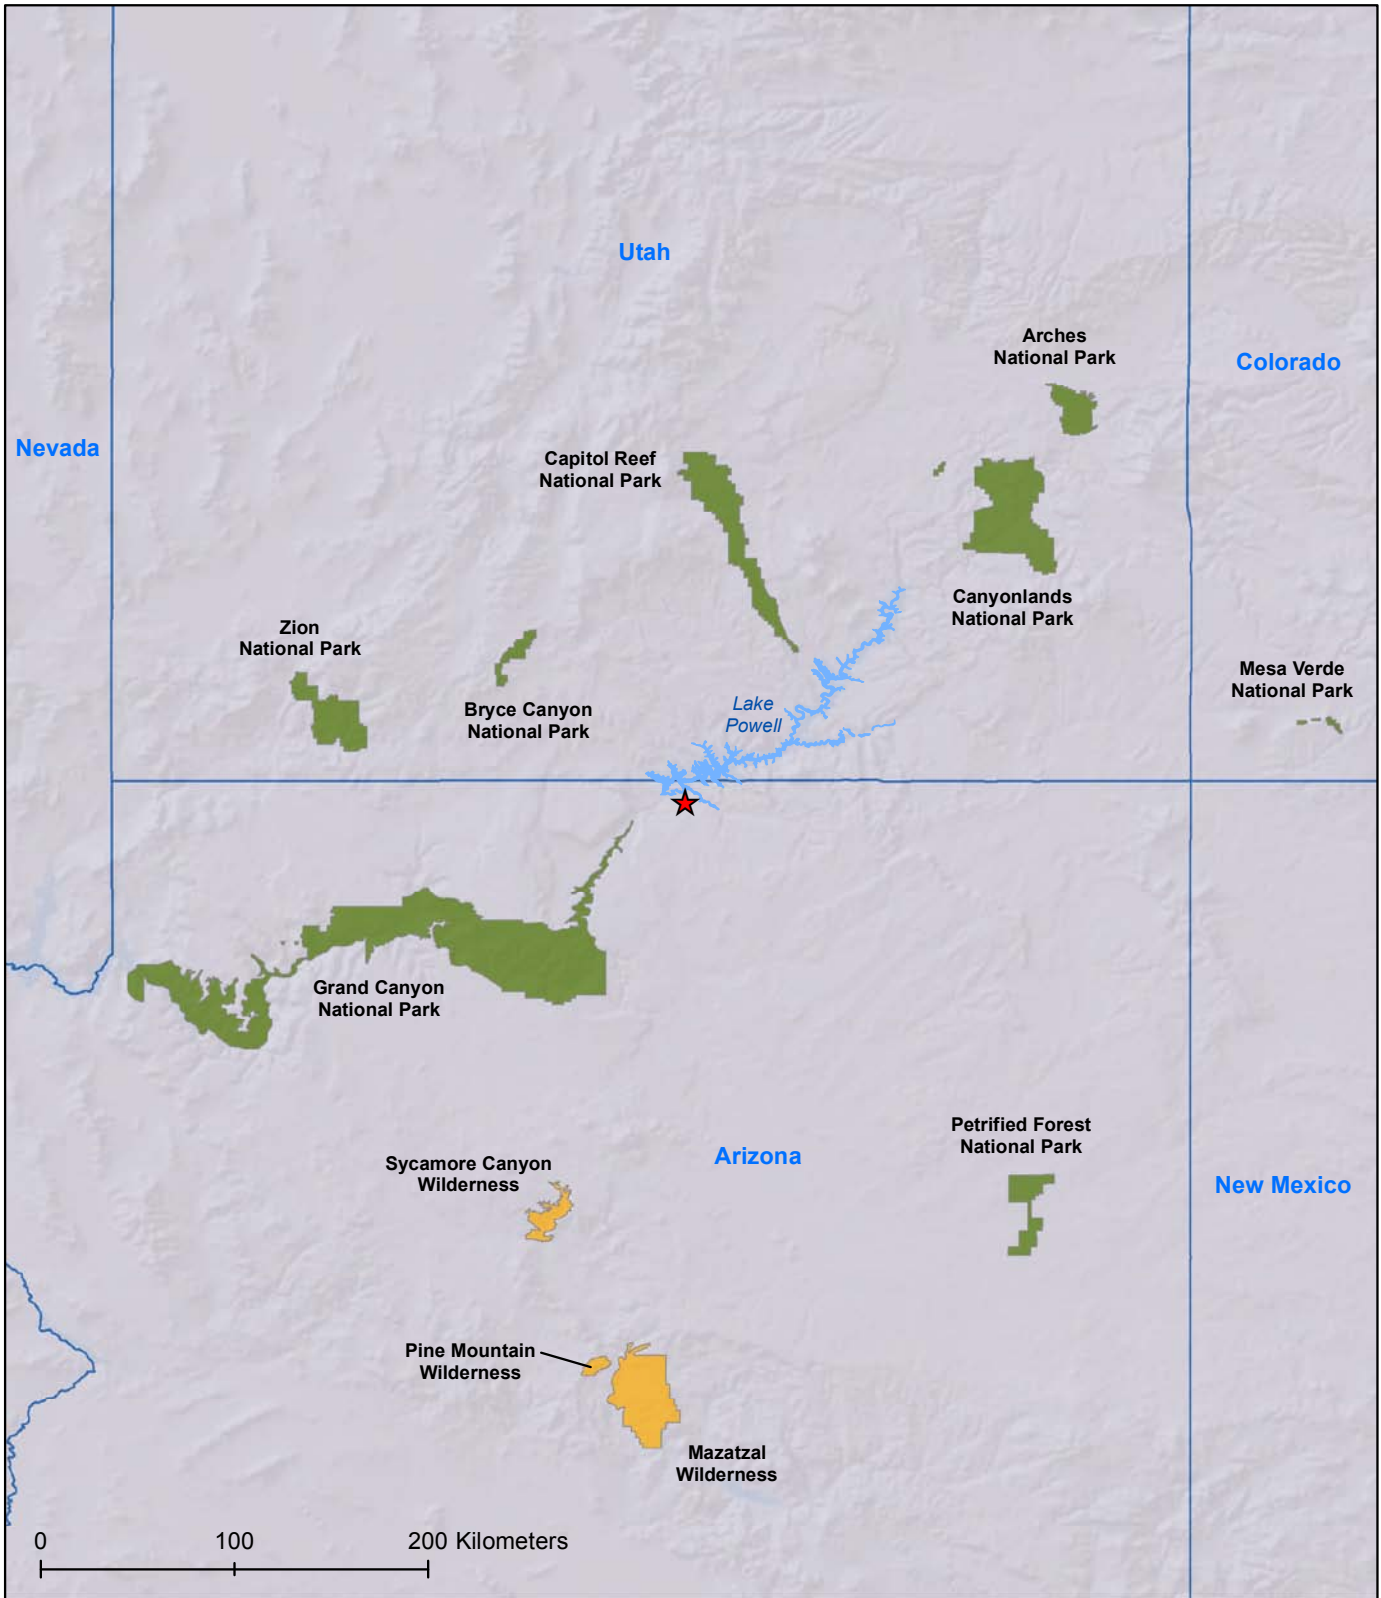 Utah
Arches
National Park
Colorado
Nevada
Capitol Reef
National Park
Canyonlands
National Park
Zion
National Park
Mesa Verde
National Park
Bryce Canyon
National Park
Lake
Powell
Grand Canyon
National Park
Petrified Forest
National Park
Arizona
Sycamore Canyon
Wilderness
New Mexico
Pine Mountain
Wilderness
Mazatzal
Wilderness
0 100 200 Kilometers